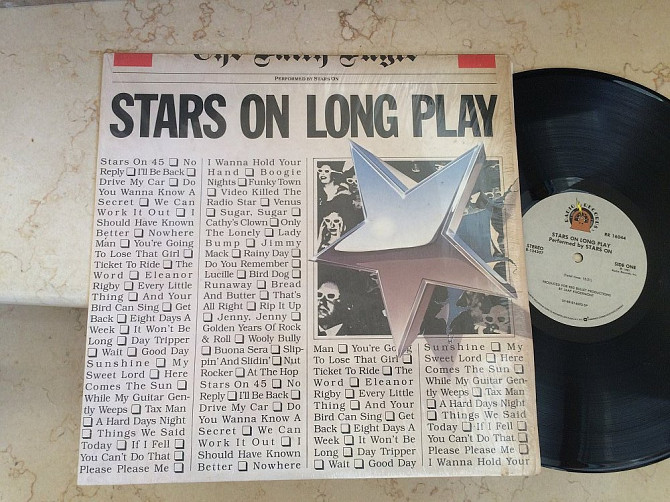 PERFORMED BY STARS ON
STARS ON LONG PLAY
Stars On 45 ❏ No
Reply ❏ I'll Be Back ❏
Drive My Car ❏ Do
You Wanna Know A
Secret ❏ We Can
Work It Out ❏ I
Should Have Known
Better ❏ Nowhere
Man ❏ You're Going
To Lose That Girl ❏
Ticket To Ride ❏ The
Word ❏ Eleanor
Rigby ❏ Every Little
Thing ❏ And Your
Bird Can Sing ❏ Get
Back ❏ Eight Days A
Week ❏ It Won't Be
Long ❏ Day Tripper
❏ Wait ❏ Good Day
Sunshine ❏ My
Sweet Lord ❏ Here
Comes The Sun ❏
While My Guitar Gen-
tly Weeps ❏ Tax Man
❏ A Hard Days Night
❏ Things We Said
Today ❏ If I Fell ❏
You Can't Do That ❏
Please Please Me ❏
I Wanna Hold Your
Hand ❏ Boogie
Nights ❏ Funky Town
❏ Video Killed The
Radio Star ❏ Venus
❏ Sugar, Sugar ❏
Cathy's Clown ❏ Only
The Lonely ❏ Lady
Bump ❏ Jimmy
Mack ❏ Rainy Day ❏
Do You Remember ❏
Lucille ❏ Bird Dog ❏
Runaway ❏ Bread
And Butter ❏ That's
All Right ❏ Rip It Up
❏ Jenny, Jenny ❏
Golden Years Of Rock
& Roll ❏ Wooly Bully
❏ Buona Sera ❏ Slip-
pin' And Slidin' ❏ Nut
Rocker ❏ At The Hop
Stars On 45 ❏ No
Reply ❏ I'll Be Back ❏
Drive My Car ❏ Do
You Wanna Know A
Secret ❏ We Can
Work It Out ❏ I
Should Have Known
Better ❏ Nowhere
Man ❏ You're Going
To Lose That Girl ❏
Ticket To Ride ❏ The
Word ❏ Eleanor
Rigby ❏ Every Little
Thing ❏ And Your
Bird Can Sing ❏ Get
Back ❏ Eight Days A
Week ❏ It Won't Be
Long ❏ Day Tripper
❏ Wait ❏ Good Day
Sunshine ❏ My
Sweet Lord ❏ Here
Comes The Sun ❏
While My Guitar Gen-
tly Weeps ❏ Tax Man
❏ A Hard Days Night
❏ Things We Said
Today ❏ If I Fell ❏
You Can't Do That ❏
Please Please Me ❏
I Wanna Hold Your
STARS ON LONG PLAY
Performed by STARS ON
RR 16044
STEREO
SIDE ONE
PRODUCED FOR RED BULLET PRODUCTIONS
BY JAAP EGGERMONT